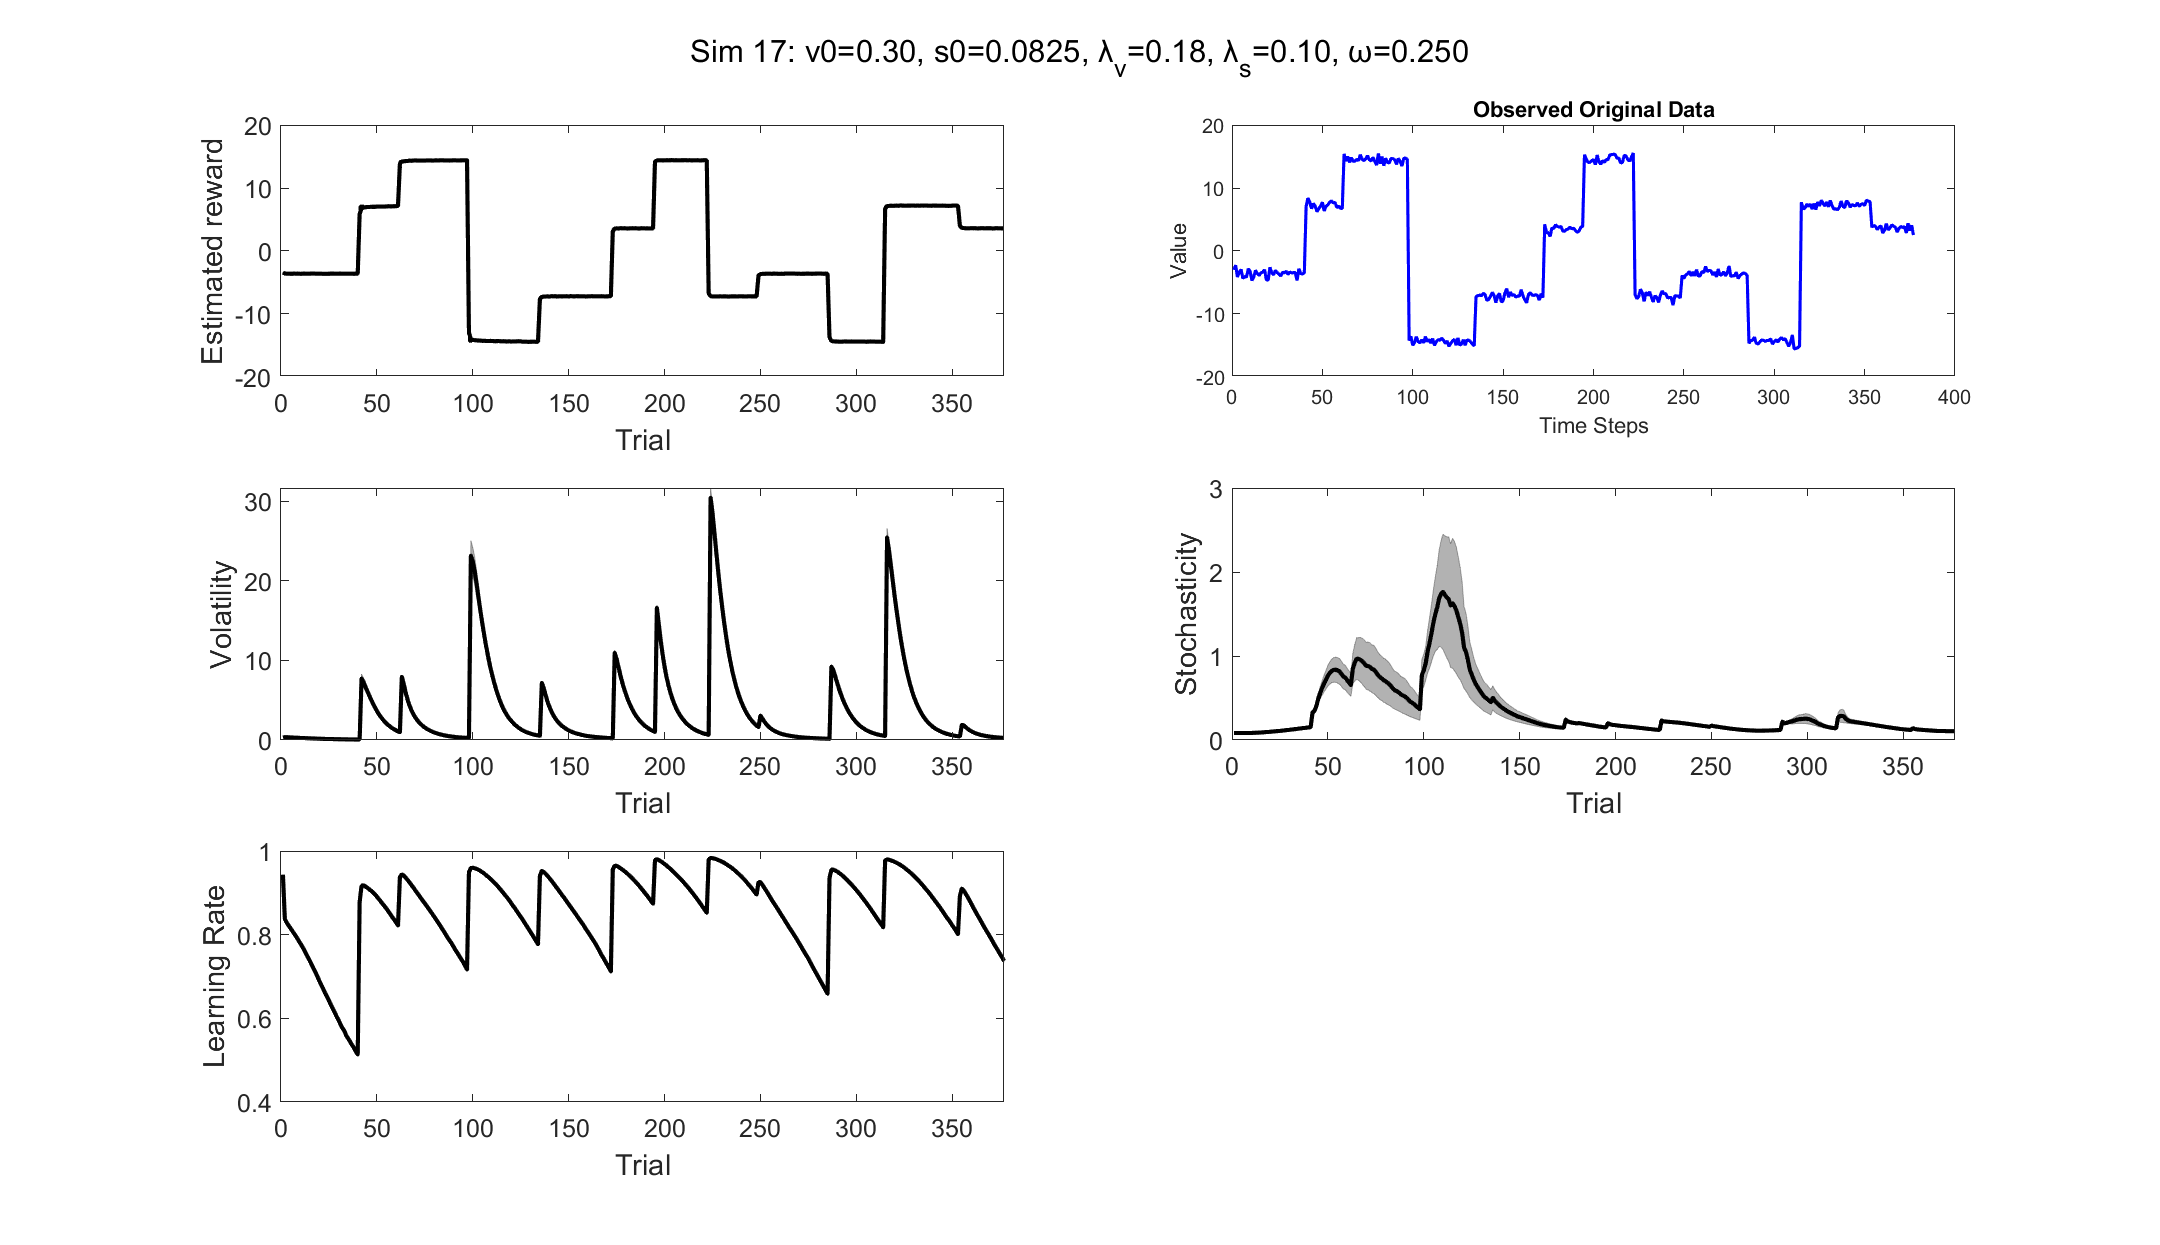 Sim 17: v0=0.30, s0=0.0825, λv=0.18, λs=0.10, ω=0.250
Estimated reward
20
10
0
-10
-20
0 50 100 150 200 250 300 350
Trial
Observed Original Data
Value
20
10
0
-10
-20
0 50 100 150 200 250 300 350 400
Time Steps
Volatility
30
20
10
0
0 50 100 150 200 250 300 350
Trial
Stochasticity
3
2
1
0
0 50 100 150 200 250 300 350
Trial
Learning Rate
1
0.8
0.6
0.4
0 50 100 150 200 250 300 350
Trial